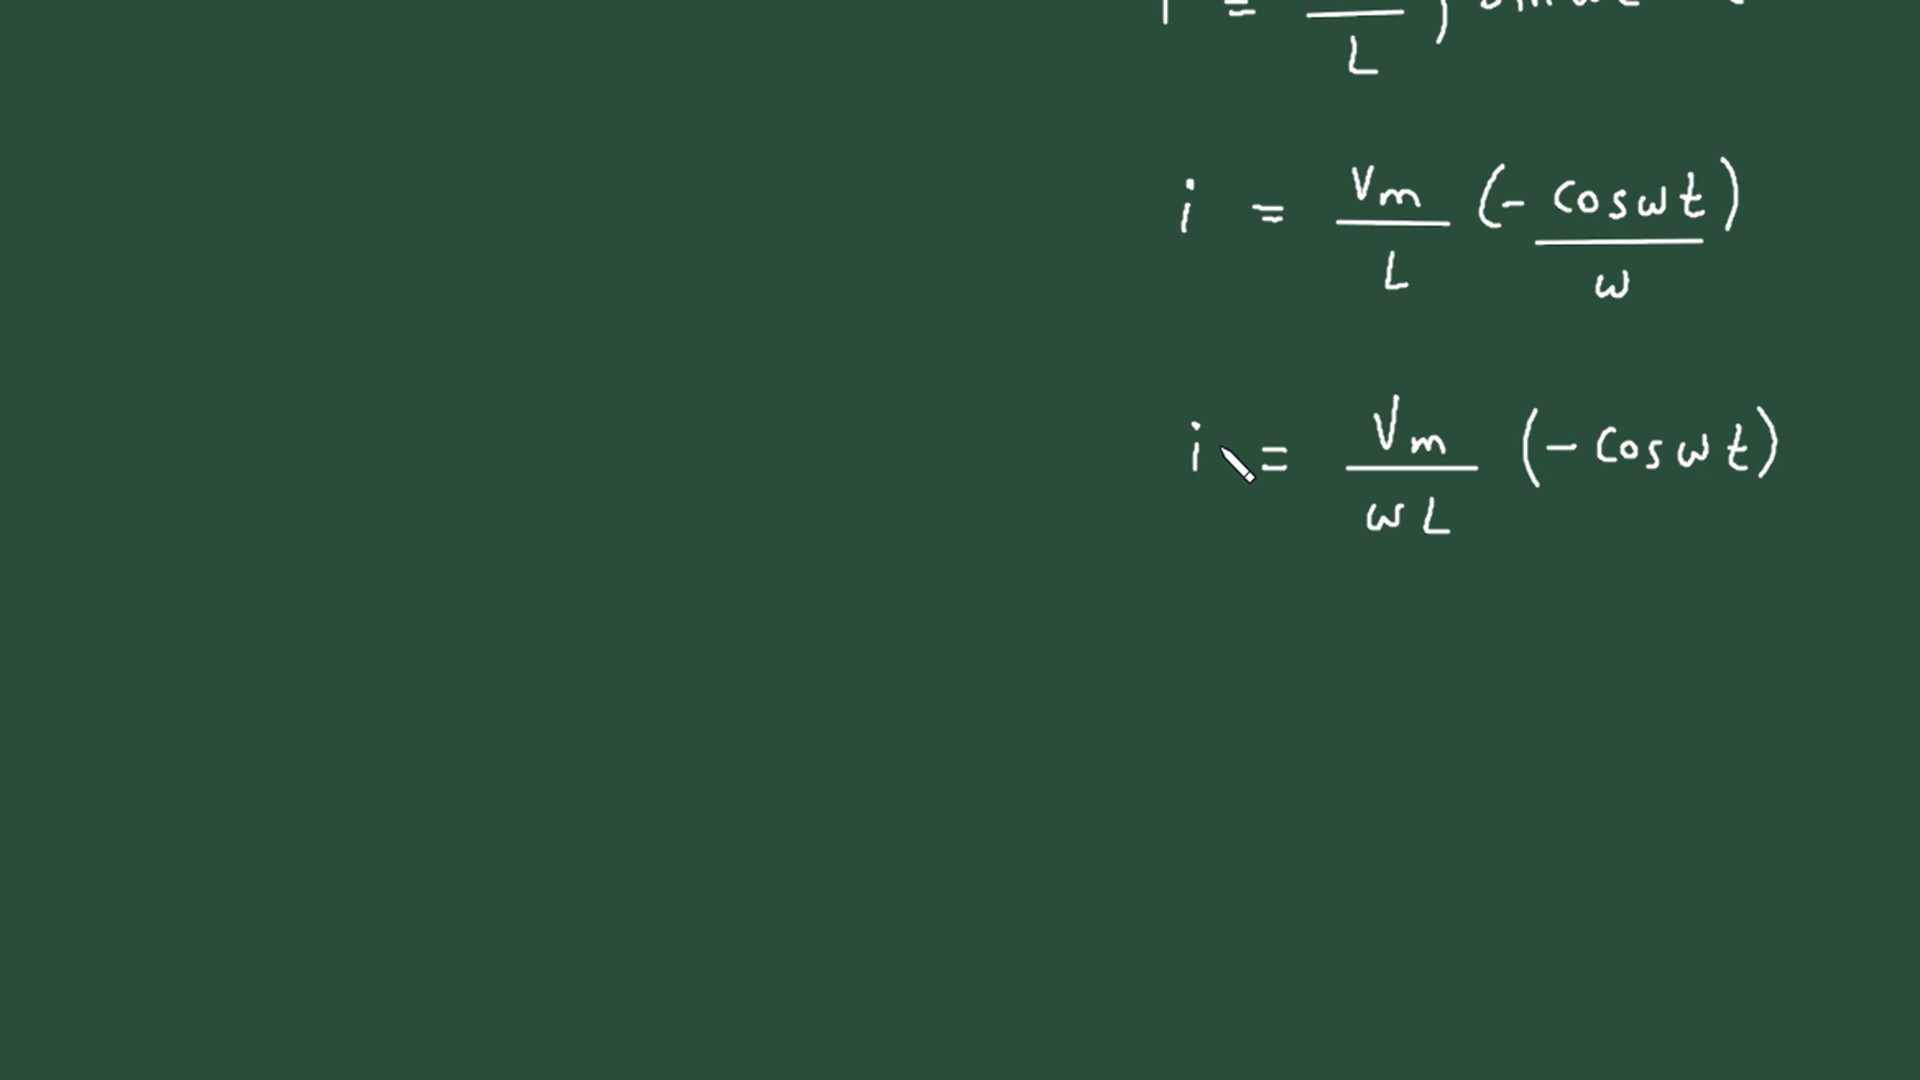 L
i = Vm/L (- cosωt/ω)
i = Vm/ωL (- cosωt)